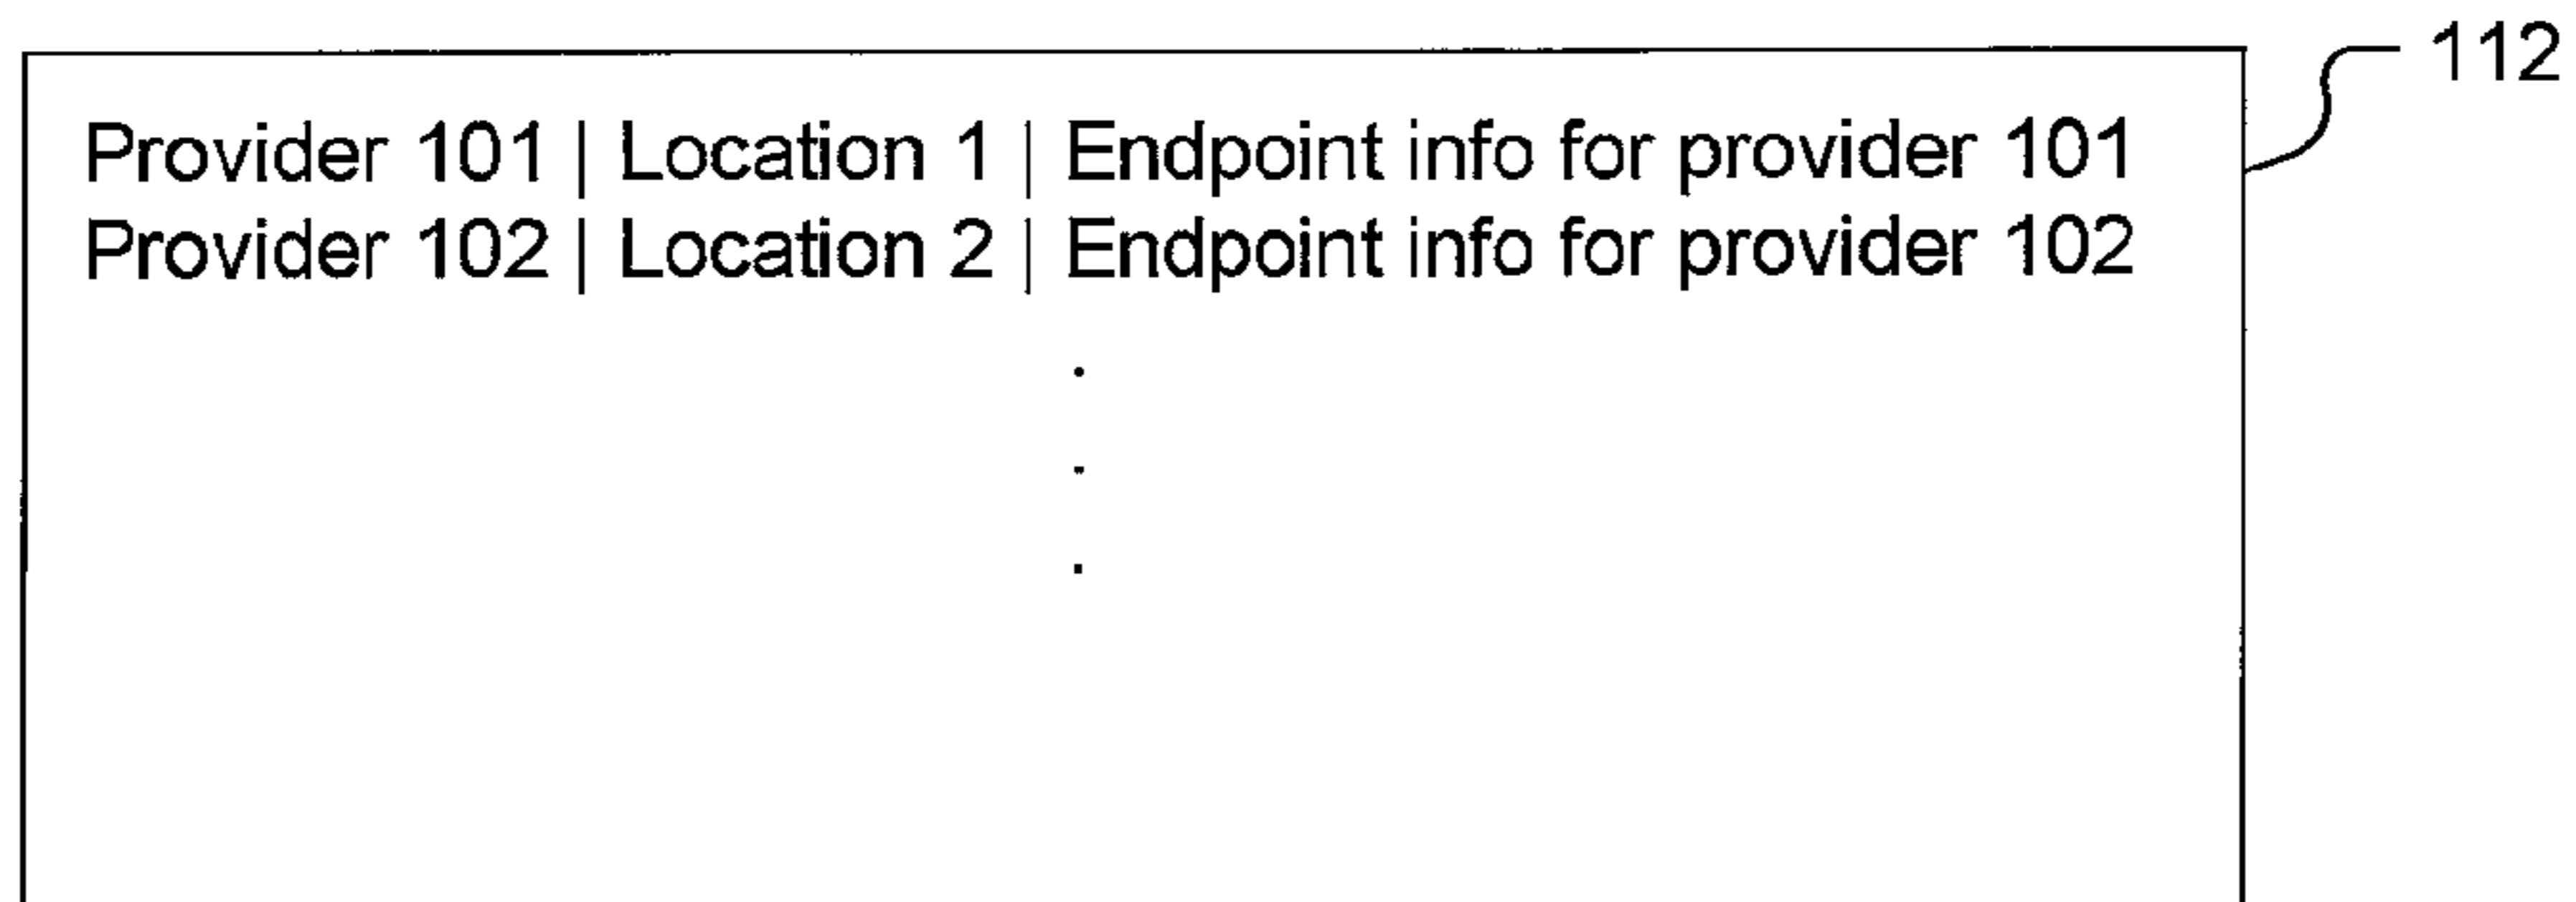 112
Provider 101 | Location 1 | Endpoint info for provider 101
Provider 102 | Location 2 | Endpoint info for provider 102
.
.
.